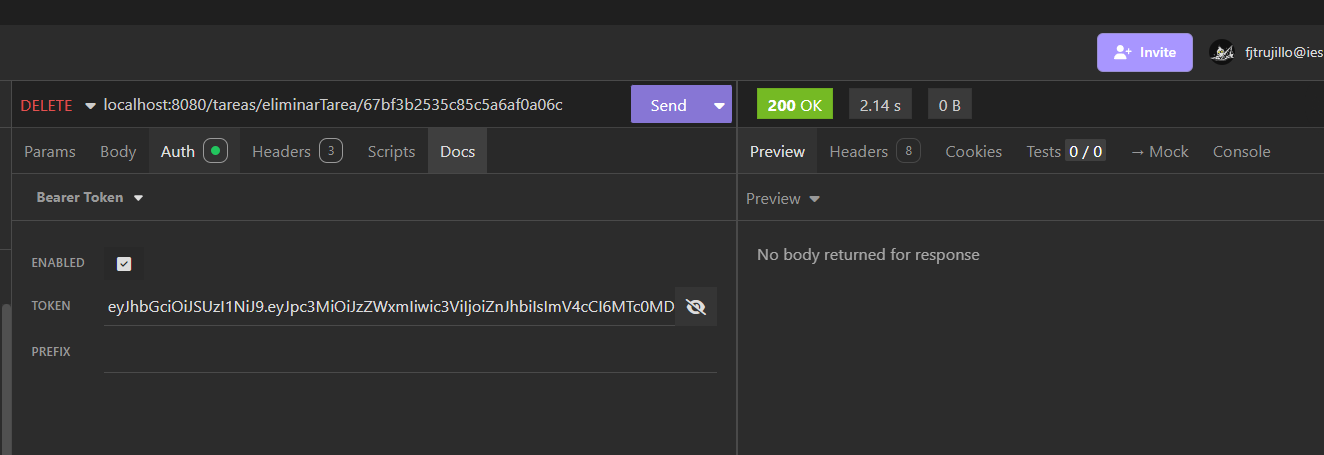 Invite fjtrujillo@ies
DELETE localhost:8080/tareas/eliminarTarea/67bf3b2535c85c5a6af0a06c Send 200 OK 2.14 s 0 B
Params Body Auth Headers 3 Scripts Docs Preview Headers 8 Cookies Tests 0 / 0 → Mock Console
Bearer Token Preview
ENABLED No body returned for response
TOKEN eyJhbGciOiJSUzI1NiJ9.eyJpc3MiOiJzZWxmIiwic3ViIjoiZnJhbiIsImV4cCI6MTc0MD
PREFIX